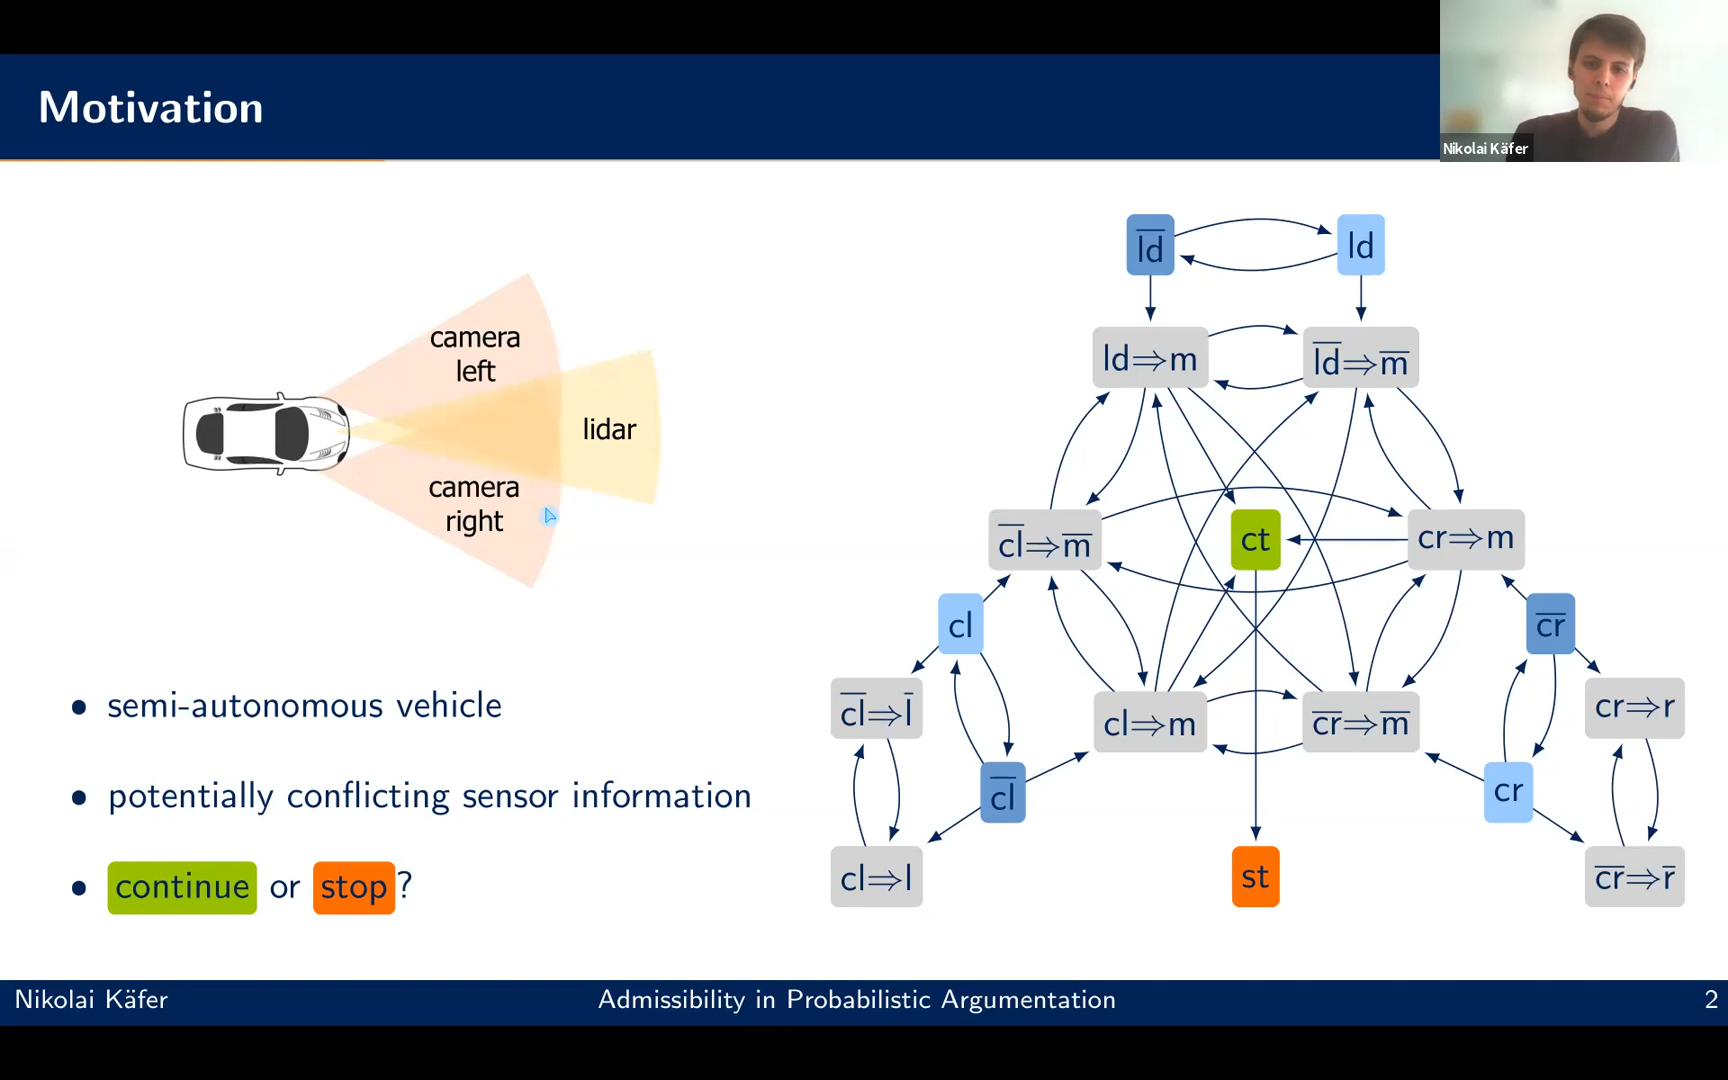 Motivation
Nikolai Käfer
camera
left
lidar
camera
right
• semi-autonomous vehicle
• potentially conflicting sensor information
• continue or stop?
l̅d̅ ld
ld⇒m l̅d̅⇒m̅
c̅l̅⇒m̅ ct cr⇒m
cl c̅r̅
c̅l̅⇒l̅ cl⇒m c̅r̅⇒m̅ cr⇒r
c̅l̅ cr
cl⇒l st c̅r̅⇒r̅
Nikolai Käfer Admissibility in Probabilistic Argumentation 2